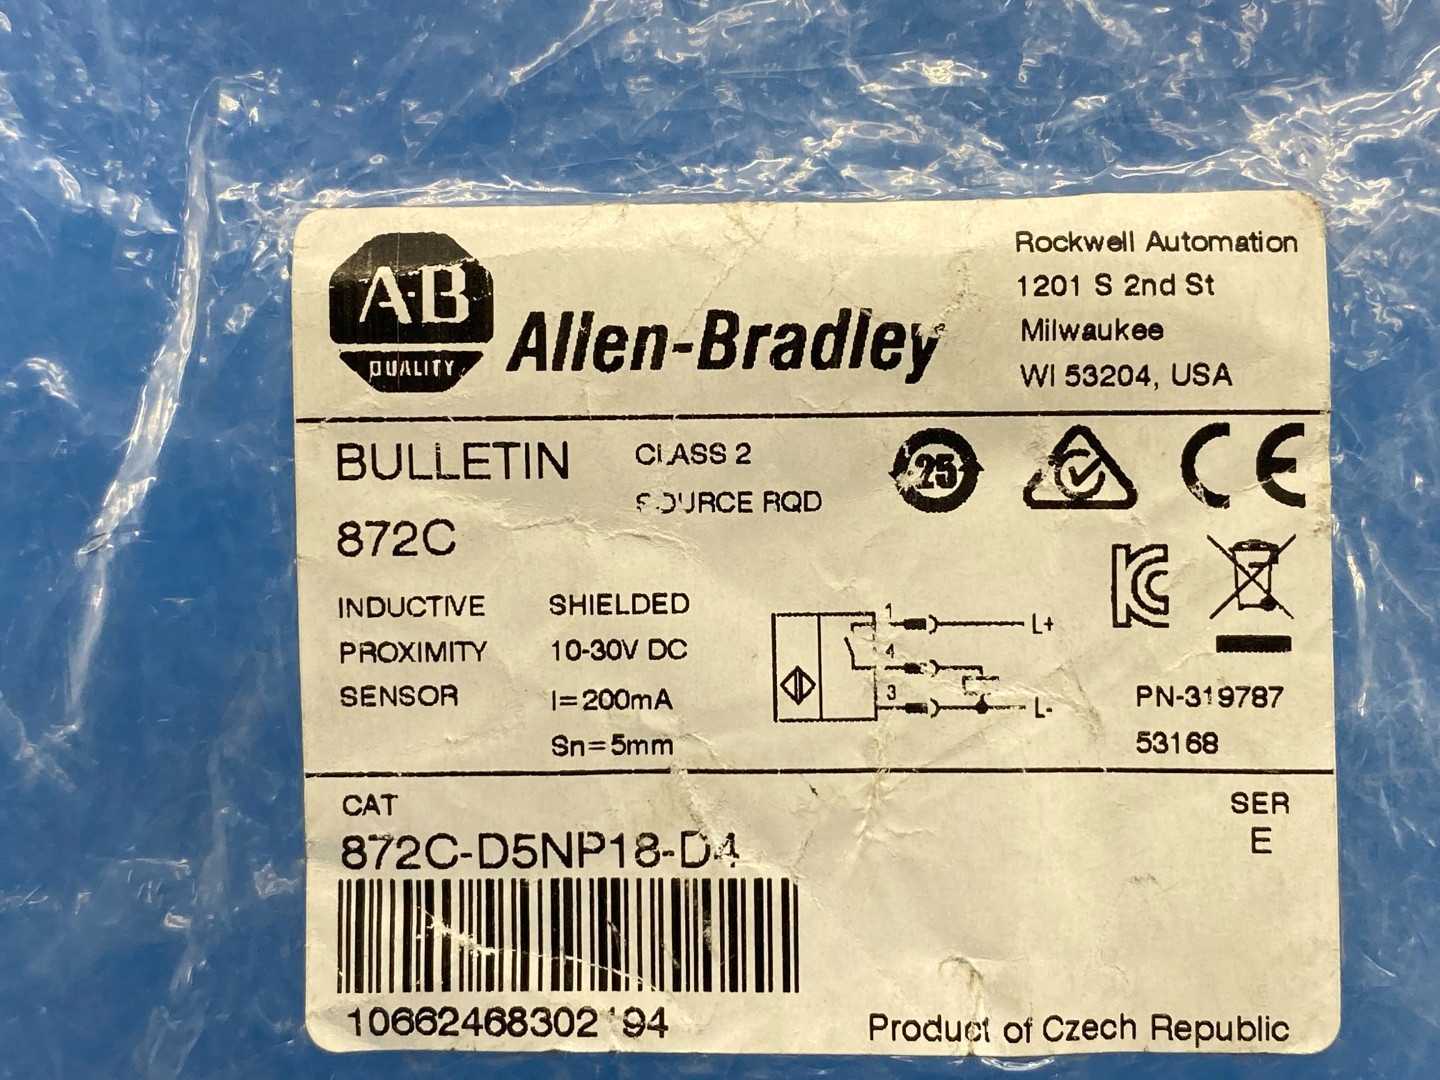 A-B
QUALITY
Allen-Bradley
Rockwell Automation
1201 S 2nd St
Milwaukee
WI 53204, USA
BULLETIN
872C
CLASS 2
SOURCE RQD
25
CE
INDUCTIVE
PROXIMITY
SENSOR
SHIELDED
10-30V DC
I=200mA
Sn=5mm
1
L+
4
3
L-
PN-319787
53168
CAT
872C-D5NP18-D4
SER
E
Product of Czech Republic